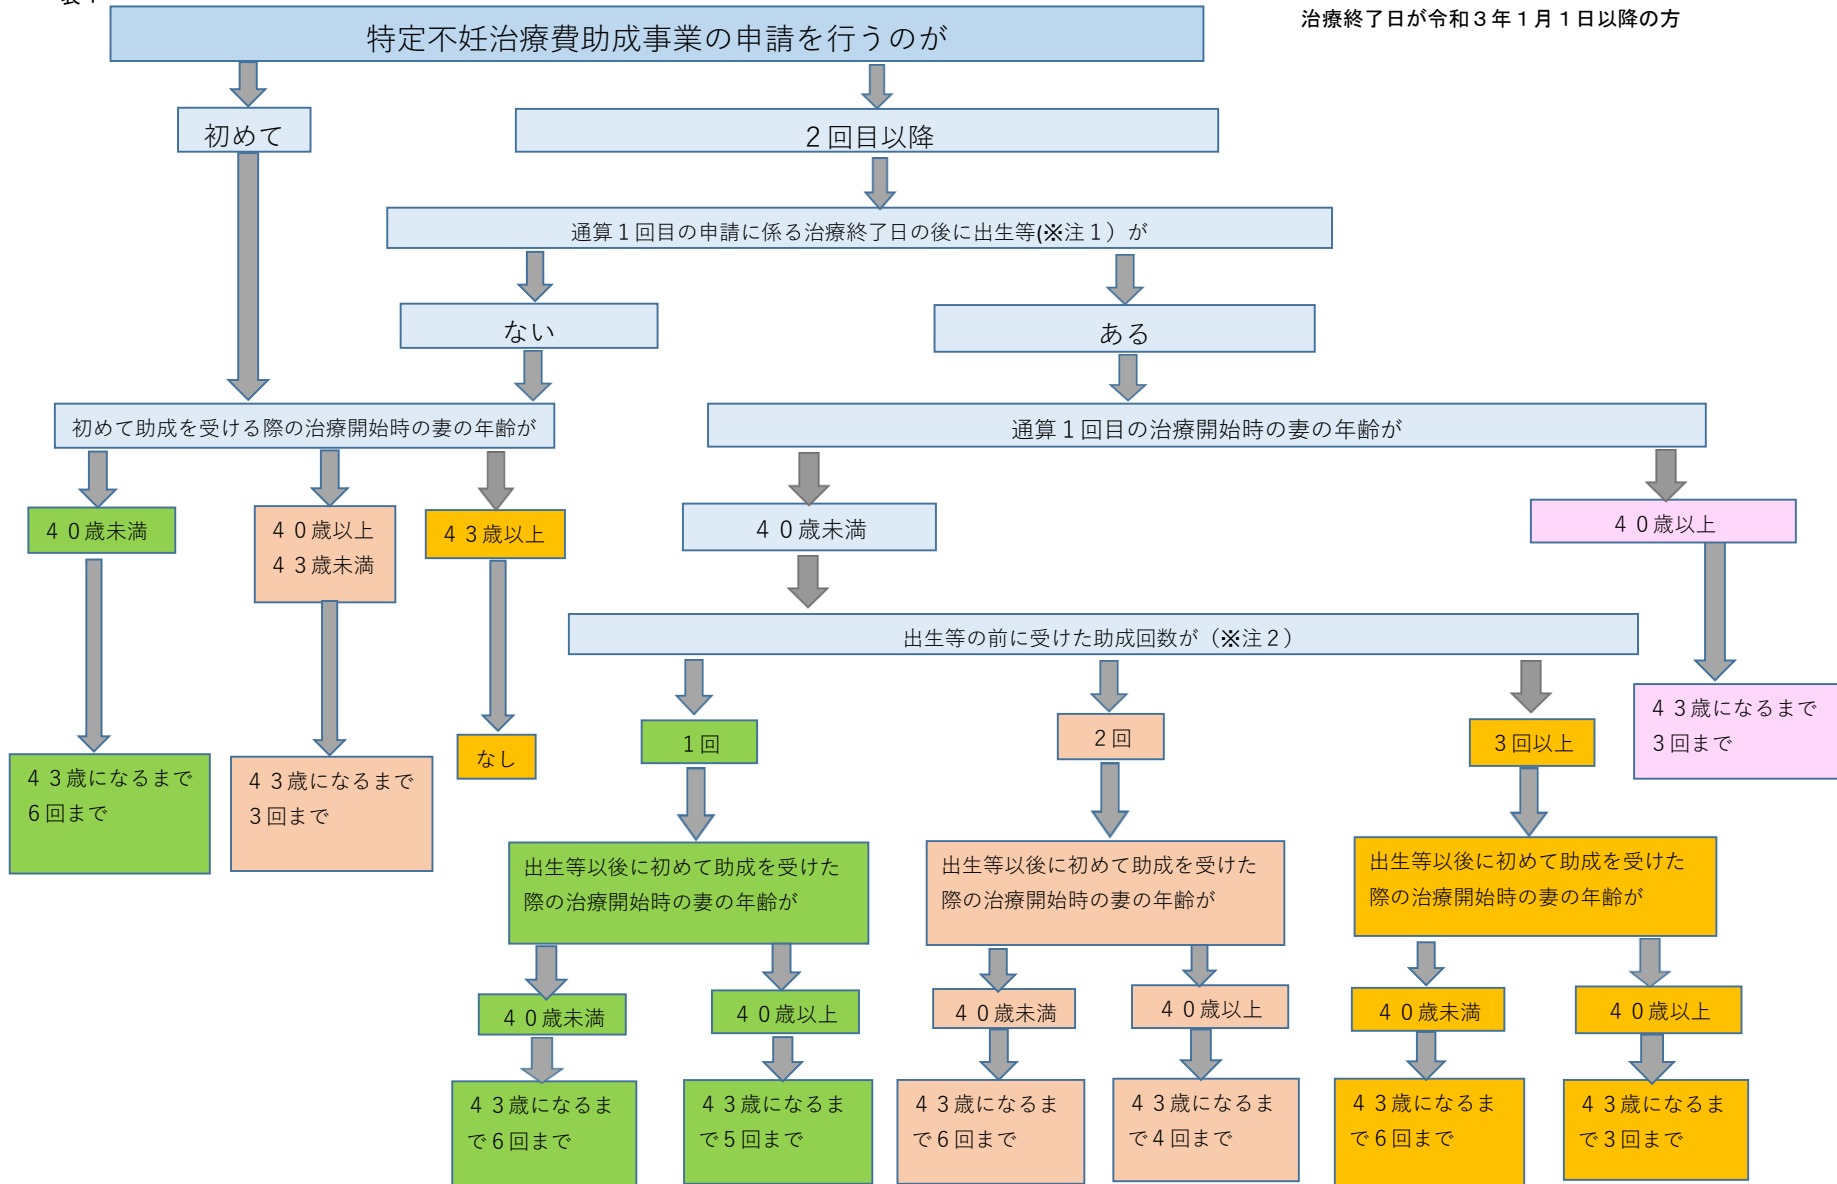 特定不妊治療費助成事業の申請を行うのが
治療終了日が令和３年１月１日以降の方
初めて
２回目以降
通算１回目の申請に係る治療終了日の後に出生等(※注１）が
ない
ある
初めて助成を受ける際の治療開始時の妻の年齢が
通算１回目の治療開始時の妻の年齢が
４０歳未満
４０歳以上
４３歳未満
４３歳以上
４０歳未満
４０歳以上
出生等の前に受けた助成回数が（※注２）
４３歳になるまで
６回まで
４３歳になるまで
３回まで
なし
１回
２回
３回以上
４３歳になるまで
３回まで
出生等以後に初めて助成を受けた
際の治療開始時の妻の年齢が
出生等以後に初めて助成を受けた
際の治療開始時の妻の年齢が
出生等以後に初めて助成を受けた
際の治療開始時の妻の年齢が
４０歳未満
４０歳以上
４０歳未満
４０歳以上
４０歳未満
４０歳以上
４３歳になるま
で６回まで
４３歳になるま
で５回まで
４３歳になるま
で６回まで
４３歳になるま
で４回まで
４３歳になるま
で６回まで
４３歳になるま
で３回まで